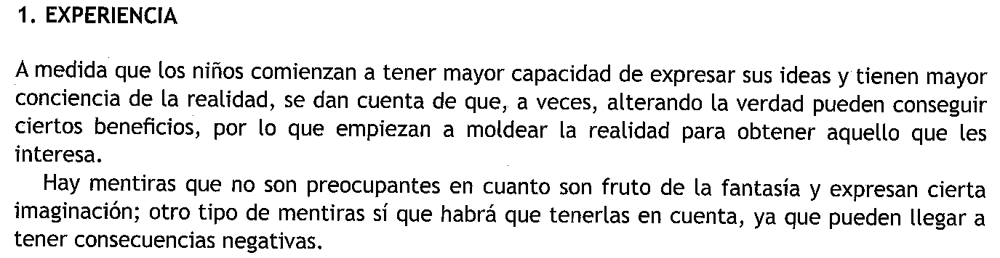 1. EXPERIENCIA
A medida que los niños comienzan a tener mayor capacidad de expresar sus ideas y tienen mayor
conciencia de la realidad, se dan cuenta de que, a veces, alterando la verdad pueden conseguir
ciertos beneficios, por lo que empiezan a moldear la realidad para obtener aquello que les
interesa.
Hay mentiras que no son preocupantes en cuanto son fruto de la fantasía y expresan cierta
imaginación; otro tipo de mentiras sí que habrá que tenerlas en cuenta, ya que pueden llegar a
tener consecuencias negativas.